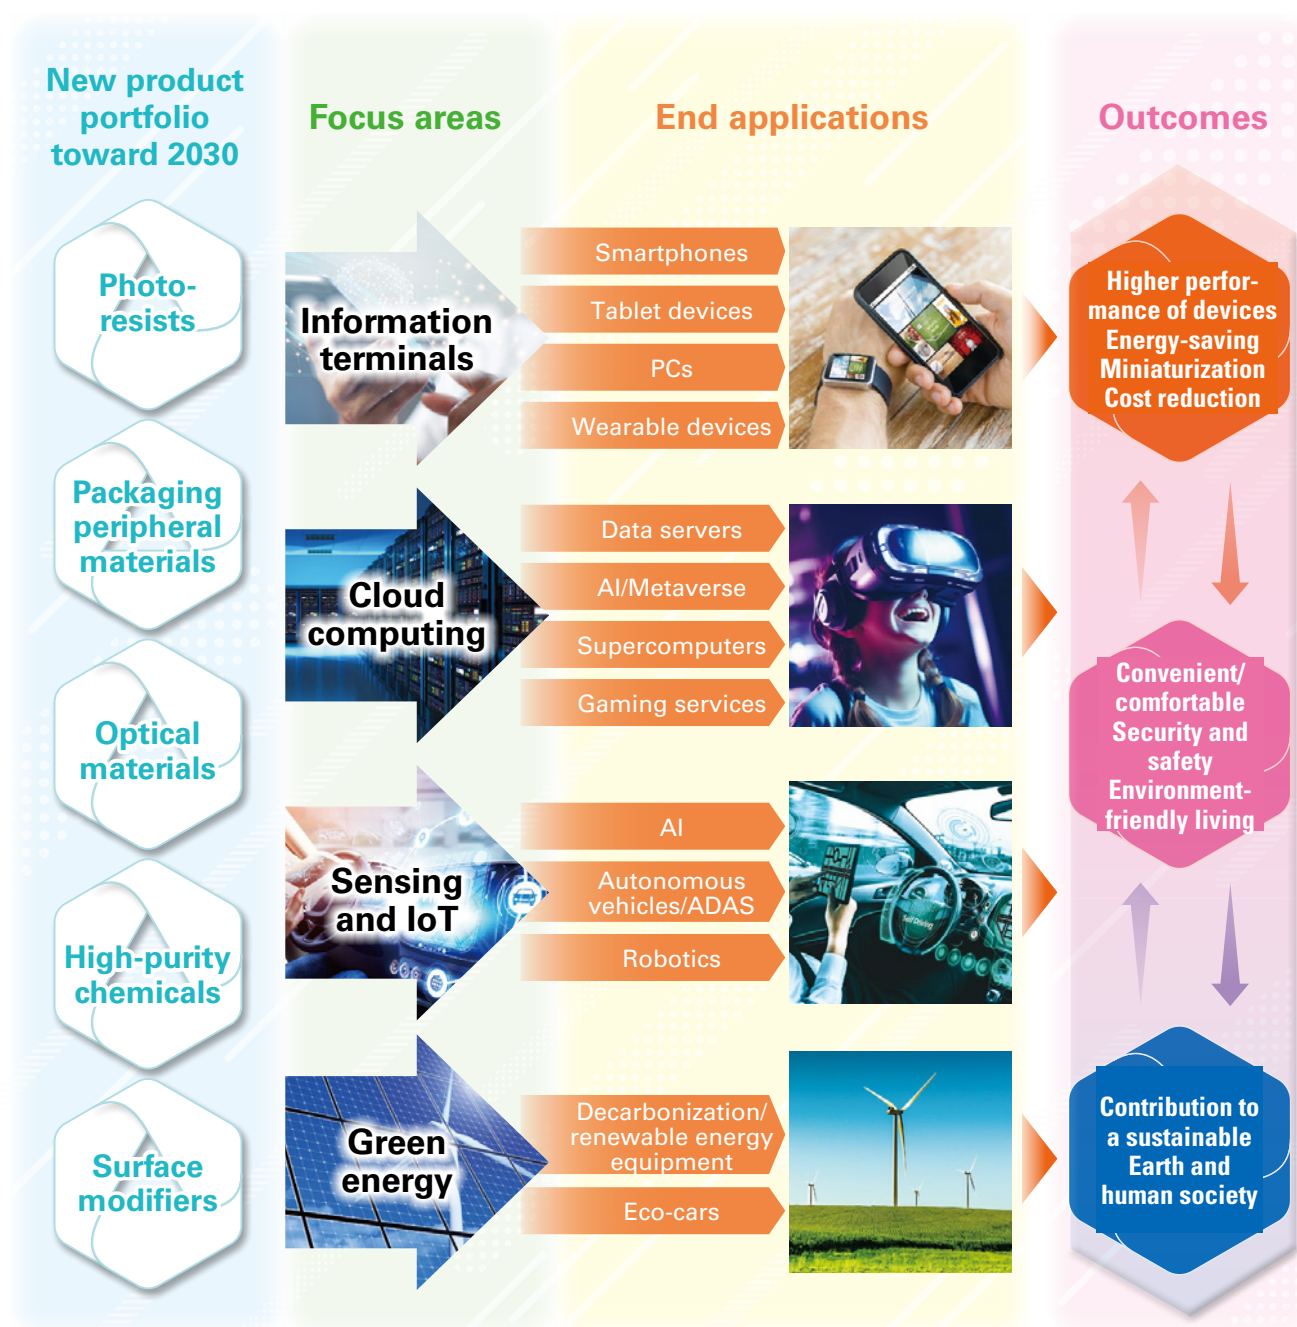 New product
portfolio
toward 2030
Focus areas
End applications
Outcomes
Photo-
resists
Packaging
peripheral
materials
Optical
materials
High-purity
chemicals
Surface
modifiers
Information
terminals
Smartphones
Tablet devices
PCs
Wearable devices
Cloud
computing
Data servers
AI/Metaverse
Supercomputers
Gaming services
Sensing
and IoT
AI
Autonomous
vehicles/ADAS
Robotics
Self Driving
Green
energy
Decarbonization/
renewable energy
equipment
Eco-cars
Higher perfor-
mance of devices
Energy-saving
Miniaturization
Cost reduction
Convenient/
comfortable
Security and
safety
Environment-
friendly living
Contribution to
a sustainable
Earth and
human society